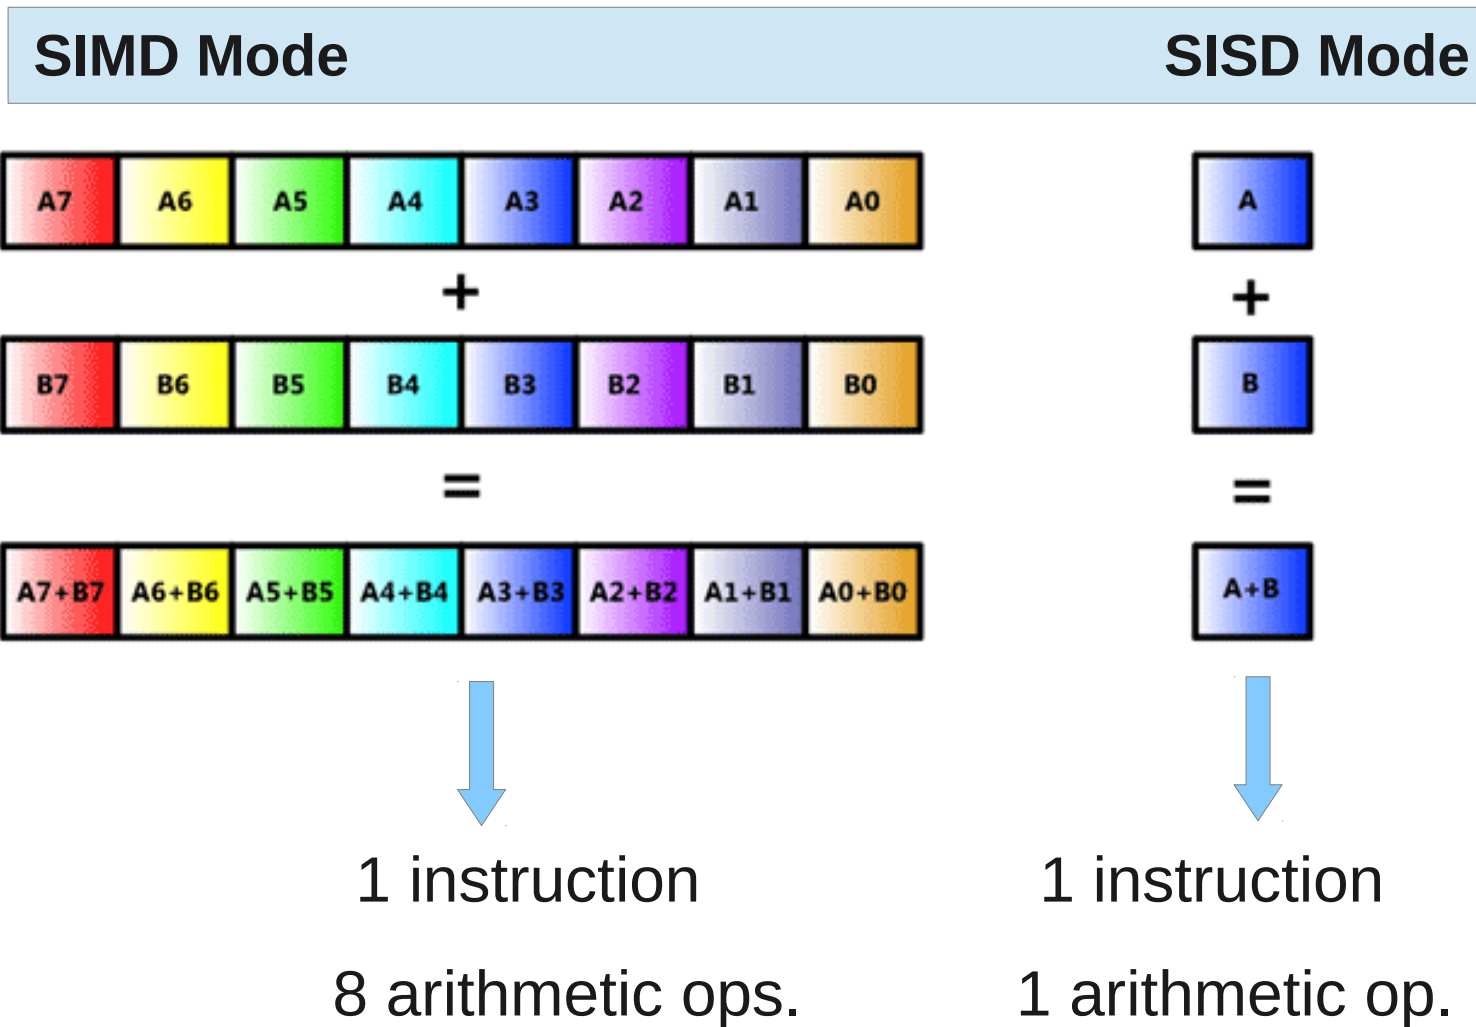 SIMD Mode SISD Mode
A7 A6 A5 A4 A3 A2 A1 A0 A
+ +
B7 B6 B5 B4 B3 B2 B1 B0 B
= =
A7+B7 A6+B6 A5+B5 A4+B4 A3+B3 A2+B2 A1+B1 A0+B0 A+B
1 instruction 1 instruction
8 arithmetic ops. 1 arithmetic op.